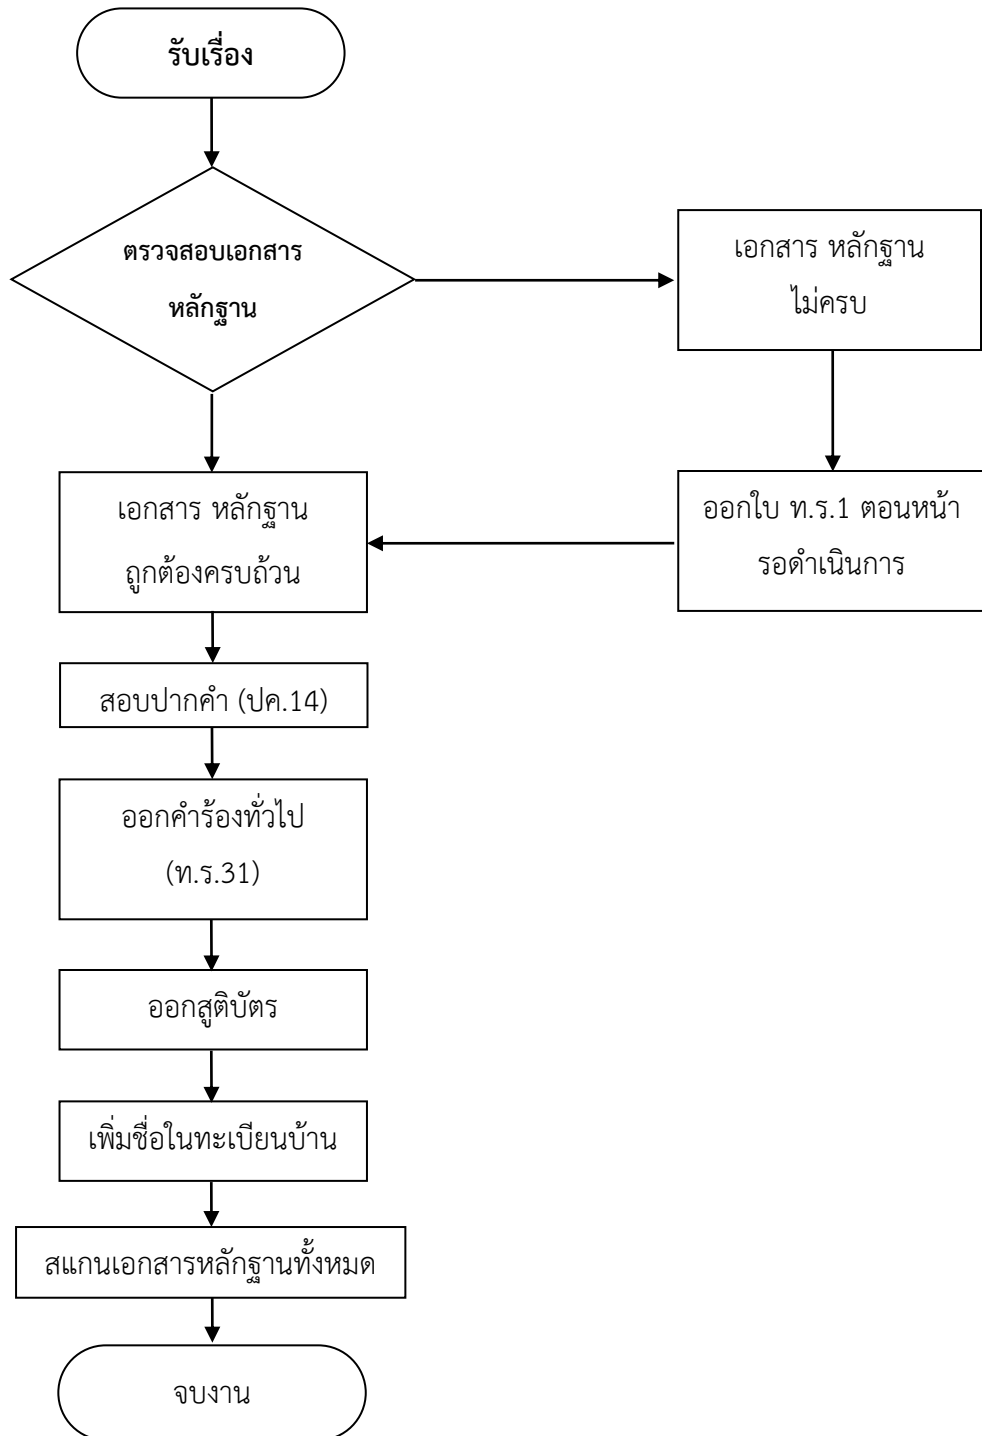 รับเรื่อง
ตรวจสอบเอกสาร
หลักฐาน
เอกสาร หลักฐาน
ไม่ครบ
ออกใบ ท.ร.1 ตอนหน้า
รอดำเนินการ
เอกสาร หลักฐาน
ถูกต้องครบถ้วน
สอบปากคำ (ปค.14)
ออกคำร้องทั่วไป
(ท.ร.31)
ออกสูติบัตร
เพิ่มชื่อในทะเบียนบ้าน
สแกนเอกสารหลักฐานทั้งหมด
จบงาน